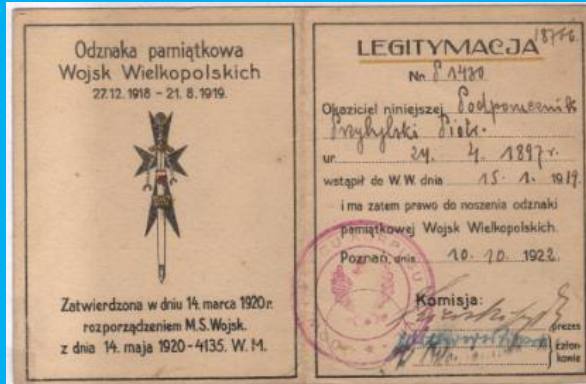 Odznaka pamiątkowa
Wojsk Wielkopolskich
27.12. 1918 – 21. 8. 1919.
Zatwierdzona w dniu 14. marca 1920 r.
rozporządzeniem M.S. Wojsk.
z dnia 14. maja 1920 - 4135. W. M.
LEGITYMACJA
Nr. P 1480
Okaziciel niniejszej Podporucznik
Przybylski Piotr.
ur. 24. 4. 1897 r.
wstąpił do W. W. dnia 15. 1. 1919.
i ma zatem prawo do noszenia odznaki
pamiątkowej Wojsk Wielkopolskich.
Poznań, dnia 10. 10. 1922.
Komisja:
prezes
człon-
kowie